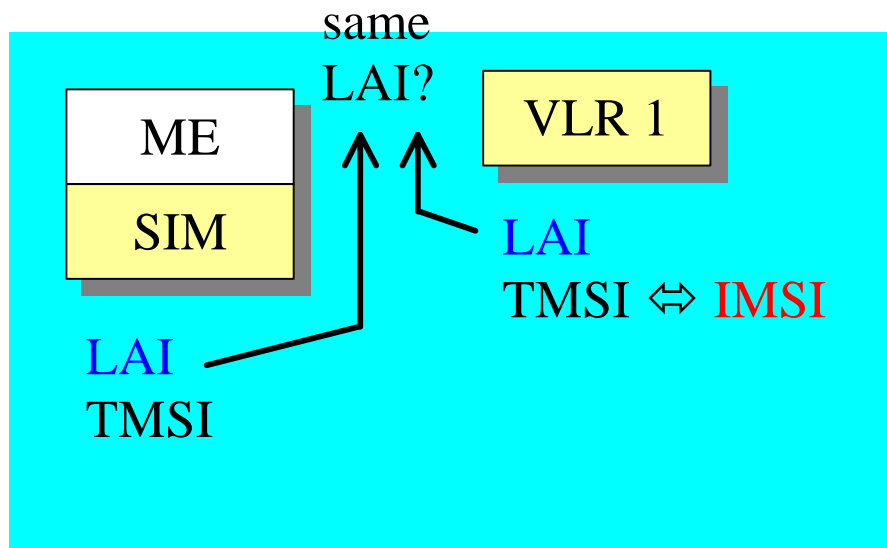 same
LAI?
ME
SIM
VLR 1
LAI
TMSI ⇔ IMSI
LAI
TMSI